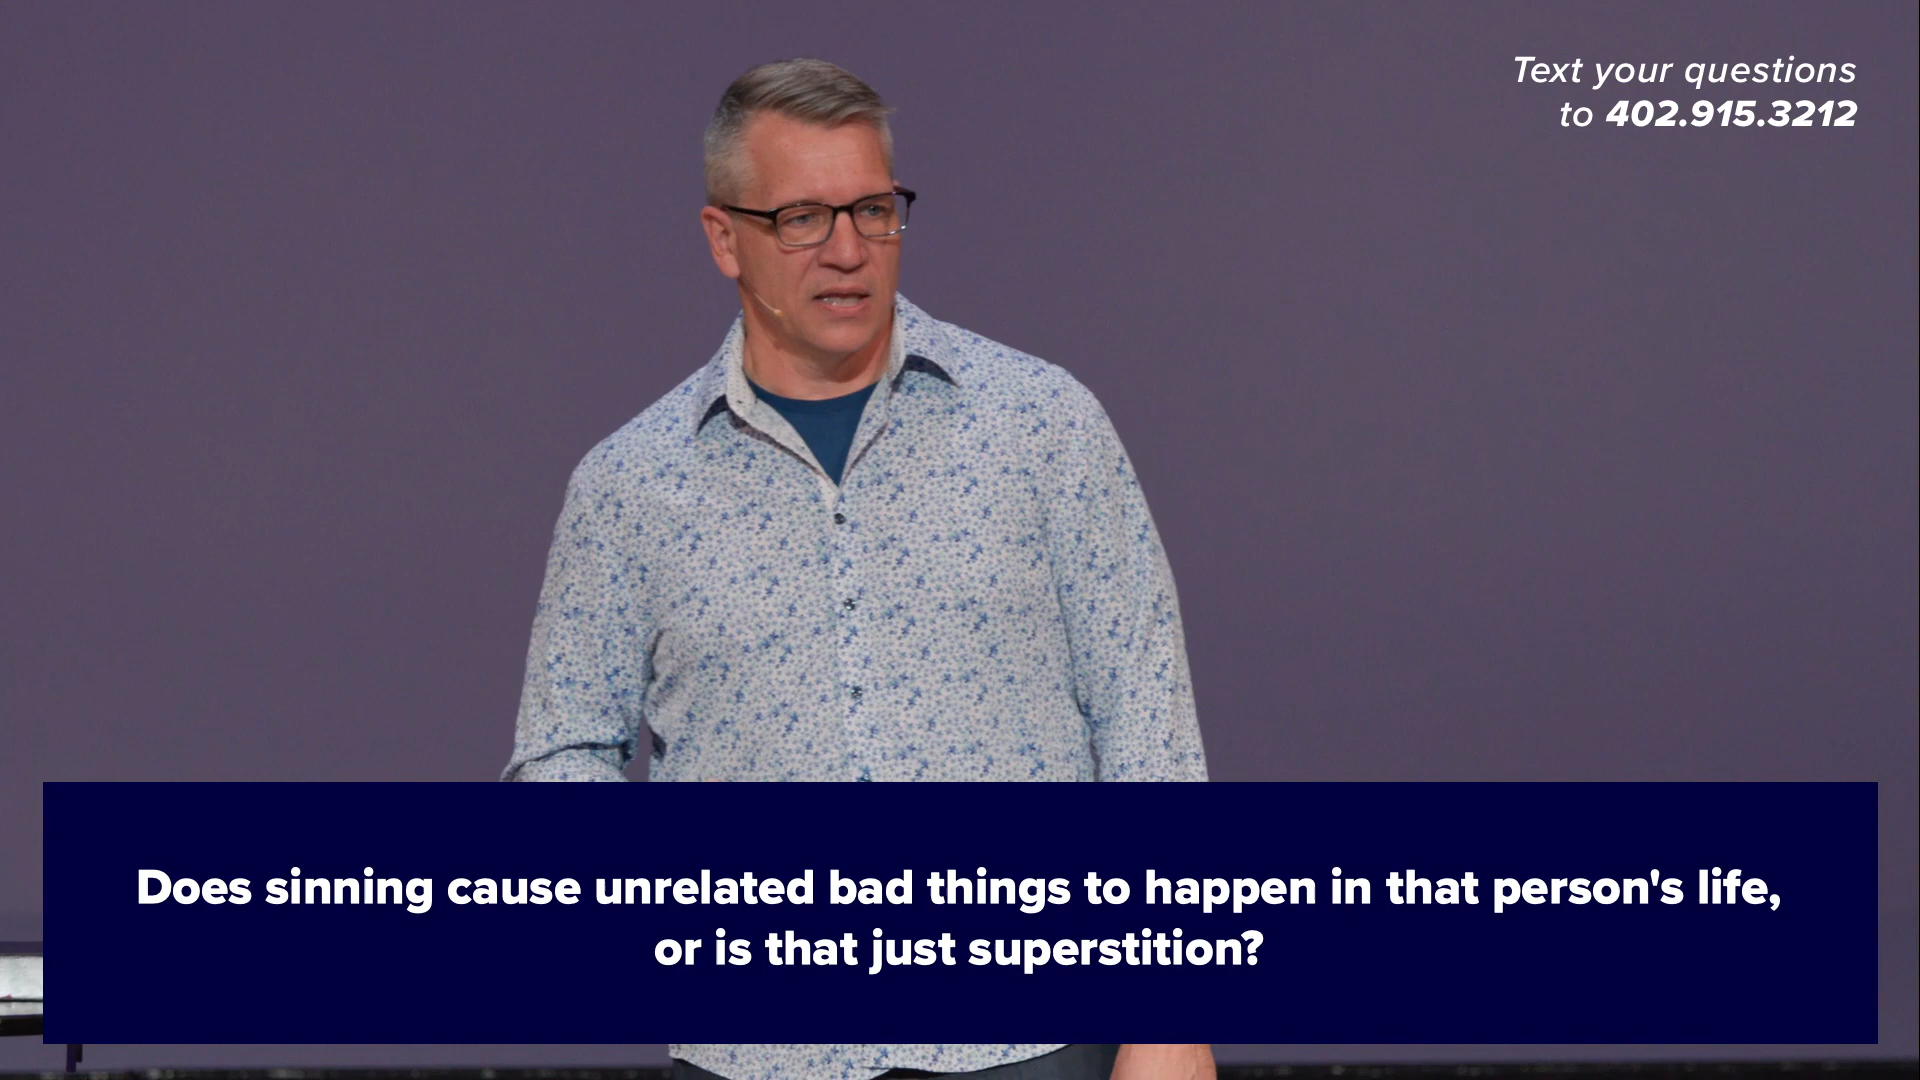 Text your questions
to 402.915.3212
Does sinning cause unrelated bad things to happen in that person's life,
or is that just superstition?